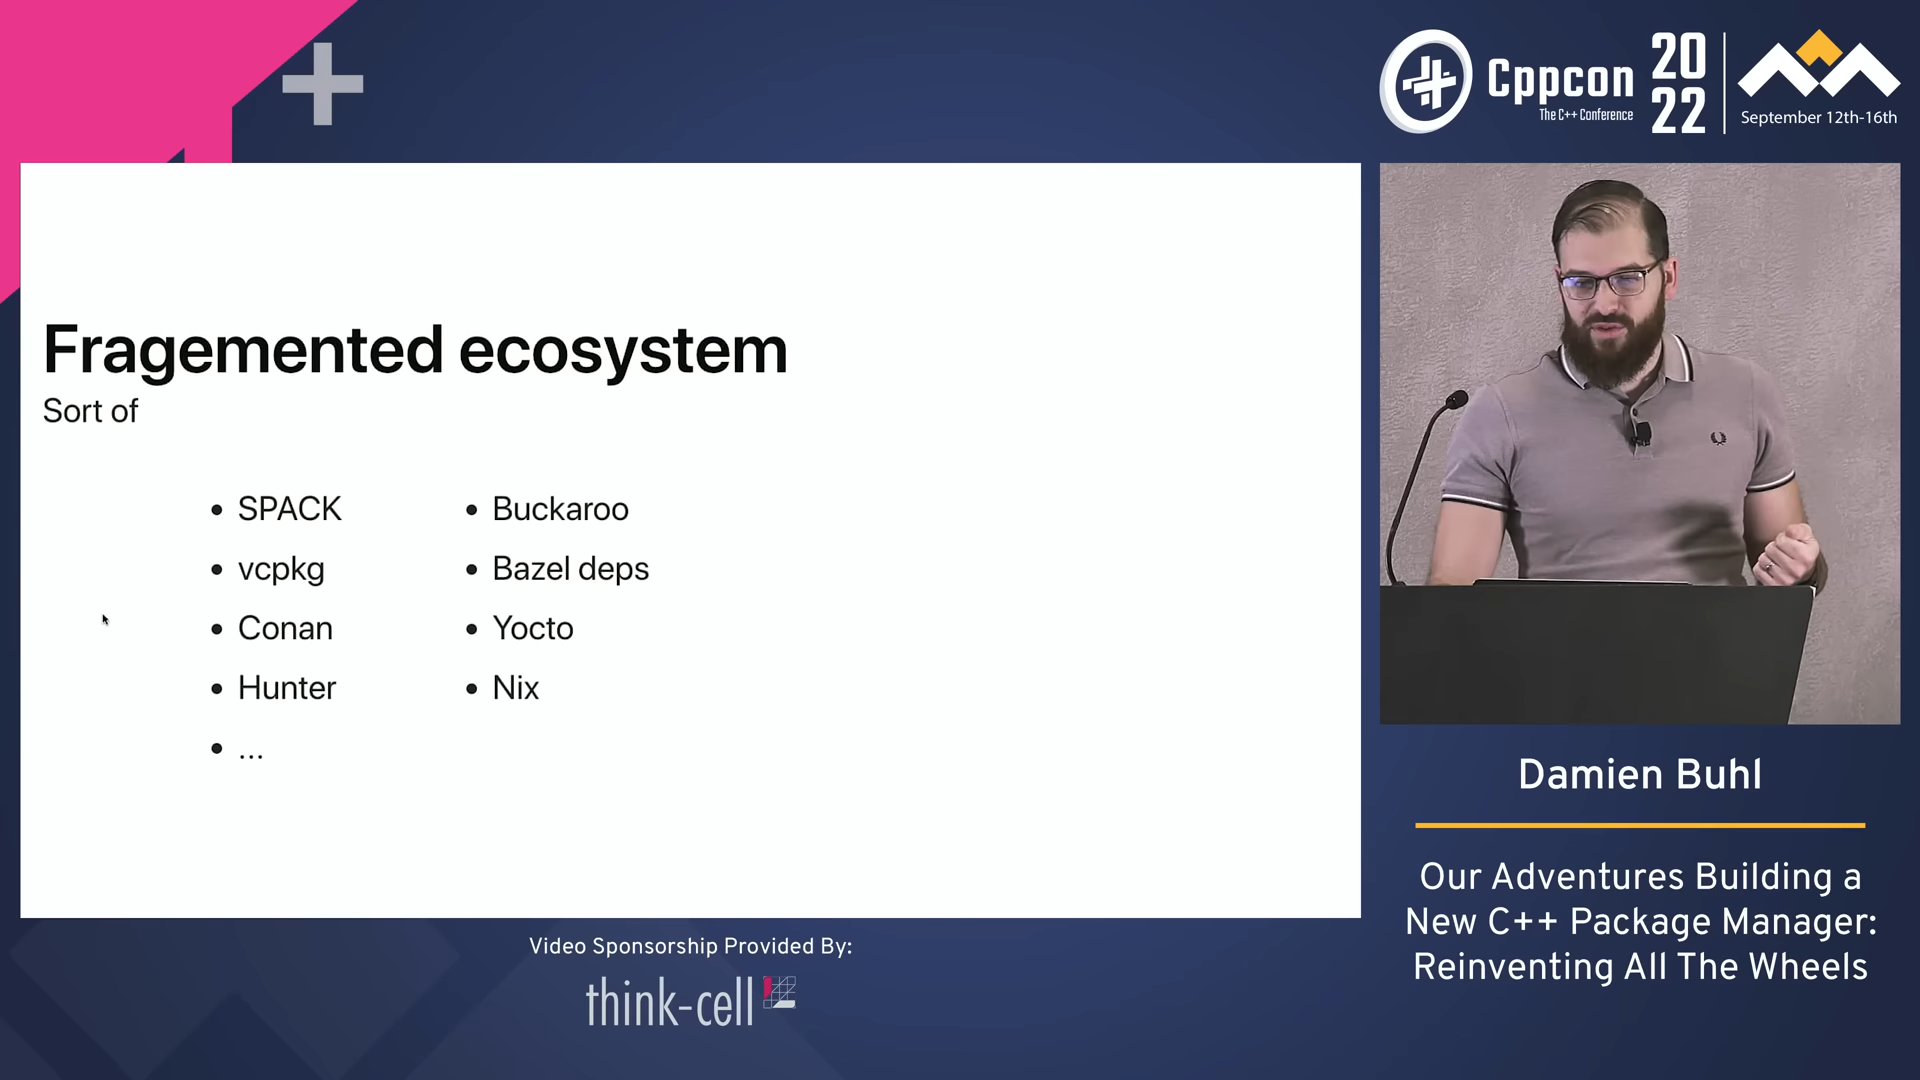 Cppcon
The C++ Conference
20
22
September 12th-16th
Fragemented ecosystem
Sort of
• SPACK
• vcpkg
• Conan
• Hunter
• ...
• Buckaroo
• Bazel deps
• Yocto
• Nix
Damien Buhl
Our Adventures Building a
New C++ Package Manager:
Reinventing All The Wheels
Video Sponsorship Provided By:
think-cell